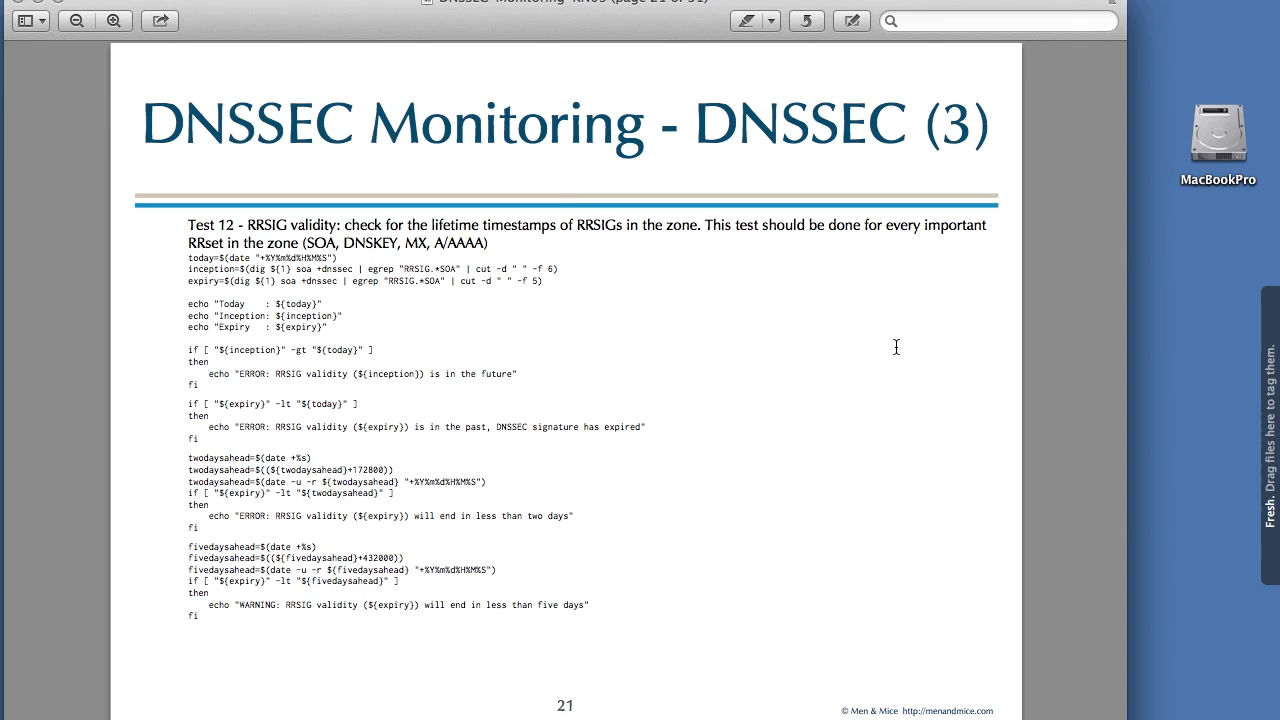 DNSSEC Monitoring - DNSSEC (3)
Test 12 - RRSIG validity: check for the lifetime timestamps of RRSIGs in the zone. This test should be done for every important
RRset in the zone (SOA, DNSKEY, MX, A/AAAA)
today=$(date "+%Y%m%d%H%M%S")
inception=$(dig ${1} soa +dnssec | egrep "RRSIG.*SOA" | cut -d " " -f 6)
expiry=$(dig ${1} soa +dnssec | egrep "RRSIG.*SOA" | cut -d " " -f 5)
echo "Today    : ${today}"
echo "Inception: ${inception}"
echo "Expiry   : ${expiry}"
if [ "${inception}" -gt "${today}" ]
then
    echo "ERROR: RRSIG validity (${inception}) is in the future"
fi
if [ "${expiry}" -lt "${today}" ]
then
    echo "ERROR: RRSIG validity (${expiry}) is in the past, DNSSEC signature has expired"
fi
twodaysahead=$(date +%s)
twodaysahead=$((${twodaysahead}+172800))
twodaysahead=$(date -u -r ${twodaysahead} "+%Y%m%d%H%M%S")
if [ "${expiry}" -lt "${twodaysahead}" ]
then
    echo "ERROR: RRSIG validity (${expiry}) will end in less than two days"
fi
fivedaysahead=$(date +%s)
fivedaysahead=$((${fivedaysahead}+432000))
fivedaysahead=$(date -u -r ${fivedaysahead} "+%Y%m%d%H%M%S")
if [ "${expiry}" -lt "${fivedaysahead}" ]
then
    echo "WARNING: RRSIG validity (${expiry}) will end in less than five days"
fi
21
© Men & Mice http://menandmice.com
MacBookPro
Fresh. Drag files here to tag them.